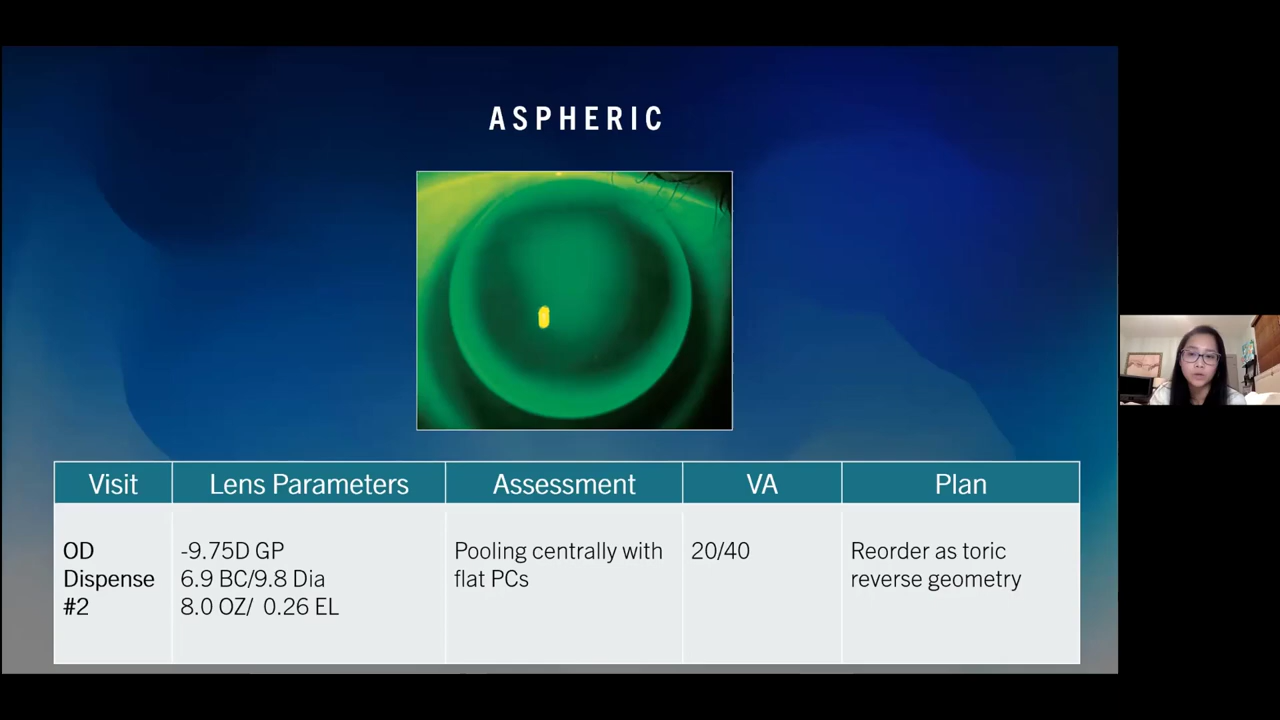 ASPHERIC
Visit
Lens Parameters
Assessment
VA
Plan
OD
Dispense
#2
-9.75D GP
6.9 BC/9.8 Dia
8.0 OZ/ 0.26 EL
Pooling centrally with
flat PCs
20/40
Reorder as toric
reverse geometry